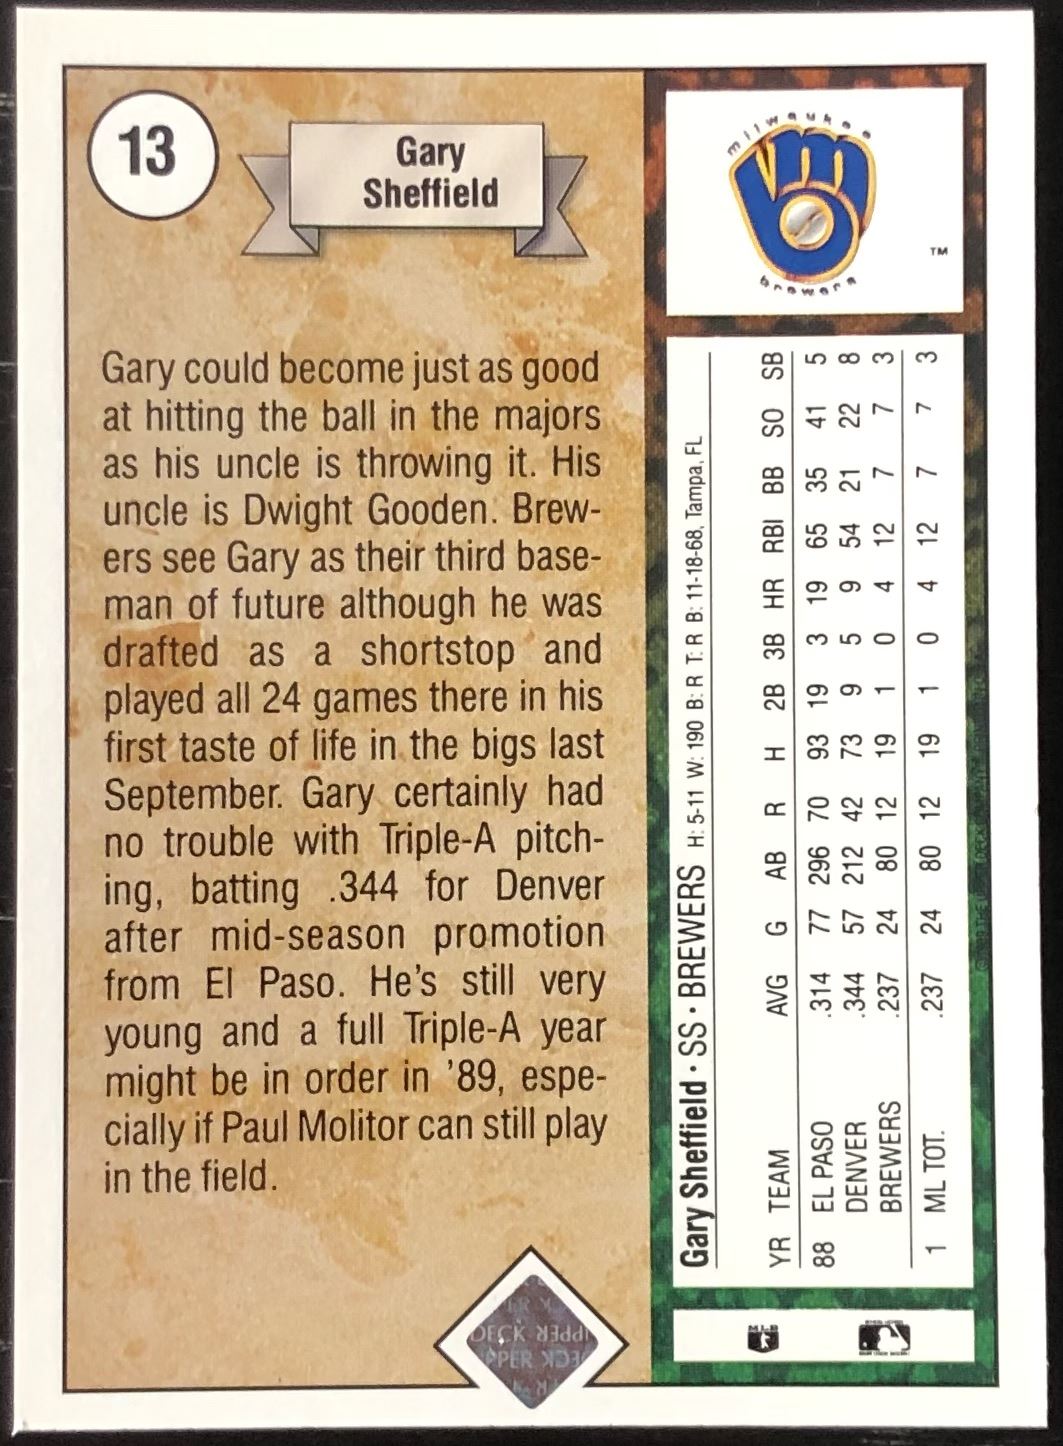 13
Gary
Sheffield
Gary could become just as good
at hitting the ball in the majors
as his uncle is throwing it. His
uncle is Dwight Gooden. Brew-
ers see Gary as their third base-
man of future although he was
drafted as a shortstop and
played all 24 games there in his
first taste of life in the bigs last
September. Gary certainly had
no trouble with Triple-A pitch-
ing, batting .344 for Denver
after mid-season promotion
from El Paso. He's still very
young and a full Triple-A year
might be in order in '89, espe-
cially if Paul Molitor can still play
in the field.
milwaukee
brewers
TM
Gary Sheffield · SS · BREWERS H: 5-11 W: 190 B: R T: R B: 11-18-68, Tampa, FL
YR TEAM AVG G AB R H 2B 3B HR RBI BB SO SB
88 EL PASO .314 77 296 70 93 19 3 19 65 35 41 5
DENVER .344 57 212 42 73 9 5 9 54 21 22 8
BREWERS .237 24 80 12 19 1 0 4 12 7 7 3
1 ML TOT. .237 24 80 12 19 1 0 4 12 7 7 3
DECK UPPER
UPPER DECK
MLB